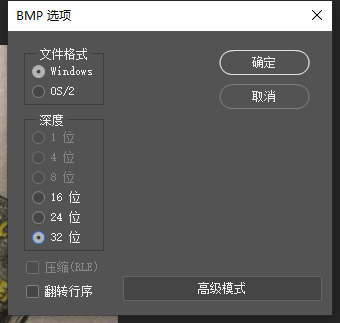 BMP 选项
文件格式
Windows
OS/2
确定
取消
深度
1 位
4 位
8 位
16 位
24 位
32 位
压缩(RLE)
翻转行序
高级模式